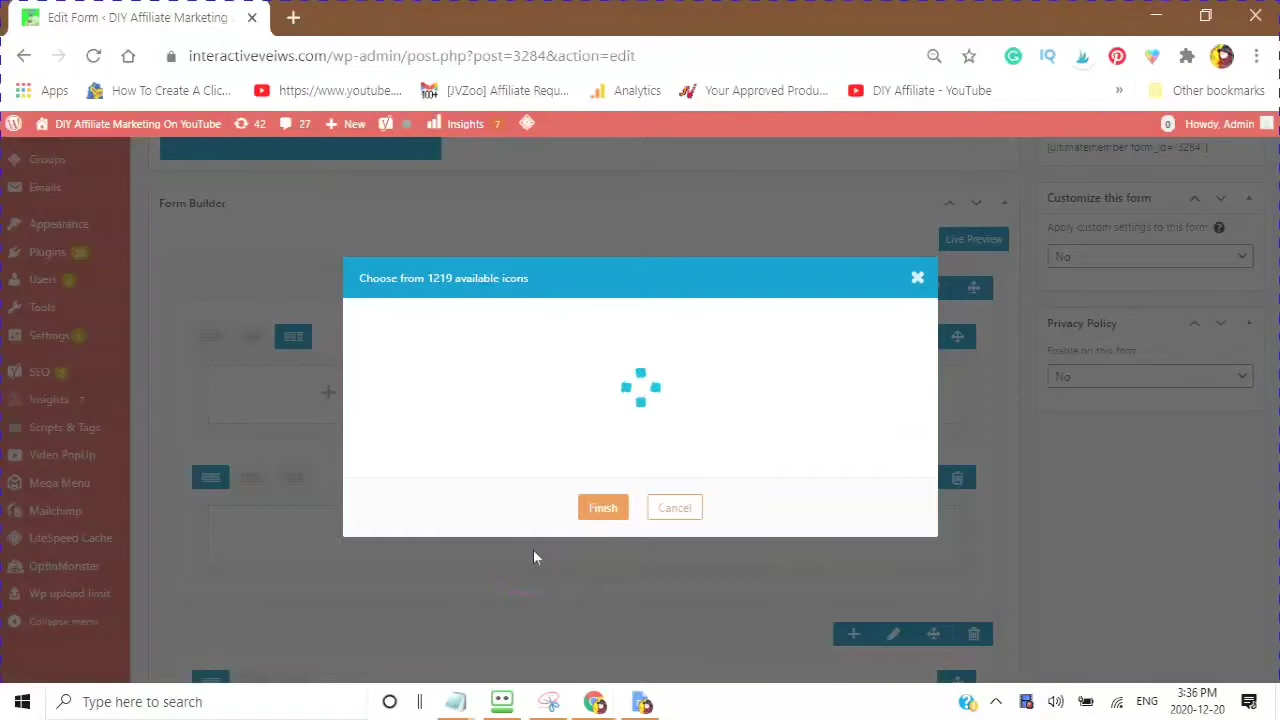 Edit Form ‹ DIY Affiliate Marketing
interactiveveiws.com/wp-admin/post.php?post=3284&action=edit
Apps
How To Create A Clic...
https://www.youtube....
100+
[JVZoo] Affiliate Requ...
Analytics
Your Approved Produ...
DIY Affiliate - YouTube
»
Other bookmarks
DIY Affiliate Marketing On YouTube
42
27
New
Insights 7
0
Howdy, Admin
Groups
Emails
Appearance
Plugins
Users
Tools
Settings
SEO
Insights 7
Scripts & Tags
Video PopUp
Mega Menu
Mailchimp
LiteSpeed Cache
OptinMonster
Wp upload limit
Collapse menu
Form Builder
Live Preview
[ultimatemember form_id="3284"]
Customize this form
Apply custom settings to this form
No
Privacy Policy
Enable on this form
No
Choose from 1219 available icons
Finish
Cancel
Type here to search
ENG
3:36 PM
2020-12-20